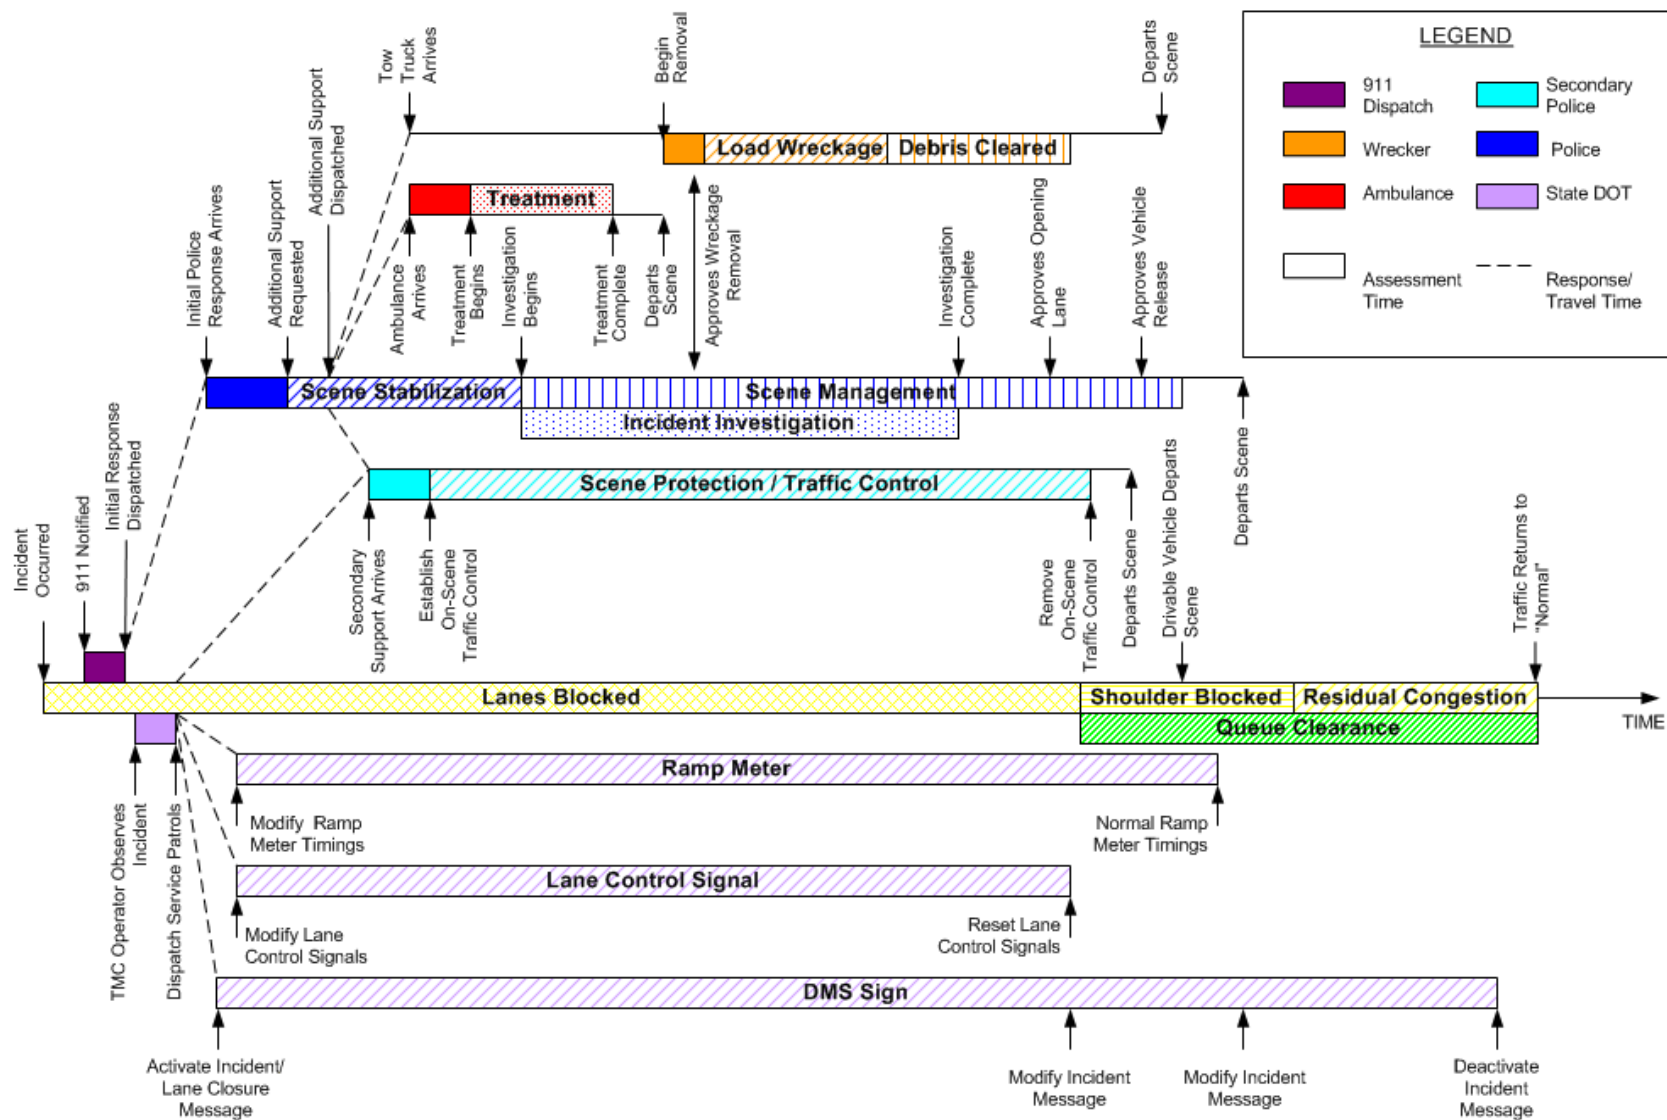 Tow
Truck
Arrives
Begin
Removal
Departs
Scene
LEGEND
911
Dispatch
Secondary
Police
Wrecker
Police
Ambulance
State DOT
Assessment
Time
Response/
Travel Time
Load Wreckage
Debris Cleared
Additional Support
Dispatched
Treatment
Initial Police
Response Arrives
Additional Support
Requested
Ambulance
Arrives
Treatment
Begins
Investigation
Begins
Treatment
Complete
Departs
Scene
Approves Wreckage
Removal
Investigation
Complete
Approves Opening
Lane
Approves Vehicle
Release
Scene Stabilization
Scene Management
Incident Investigation
Departs Scene
Scene Protection / Traffic Control
Incident
Occurred
911 Notified
Initial Response
Dispatched
Secondary
Support Arrives
Establish
On-Scene
Traffic Control
Remove
On-Scene
Traffic Control
Departs Scene
Drivable Vehicle Departs
Scene
Traffic Returns to
"Normal"
Lanes Blocked
Shoulder Blocked
Residual Congestion
TIME
Queue Clearance
TMC Operator Observes
Incident
Dispatch Service Patrols
Ramp Meter
Modify Ramp
Meter Timings
Normal Ramp
Meter Timings
Lane Control Signal
Modify Lane
Control Signals
Reset Lane
Control Signals
DMS Sign
Activate Incident/
Lane Closure
Message
Modify Incident
Message
Modify Incident
Message
Deactivate
Incident
Message